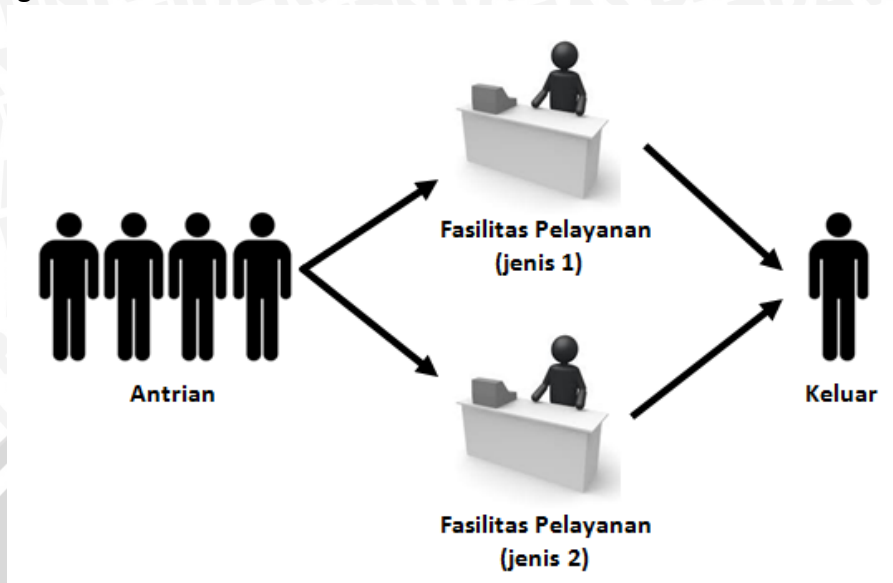 Fasilitas Pelayanan
(jenis 1)
Antrian
Keluar
Fasilitas Pelayanan
(jenis 2)